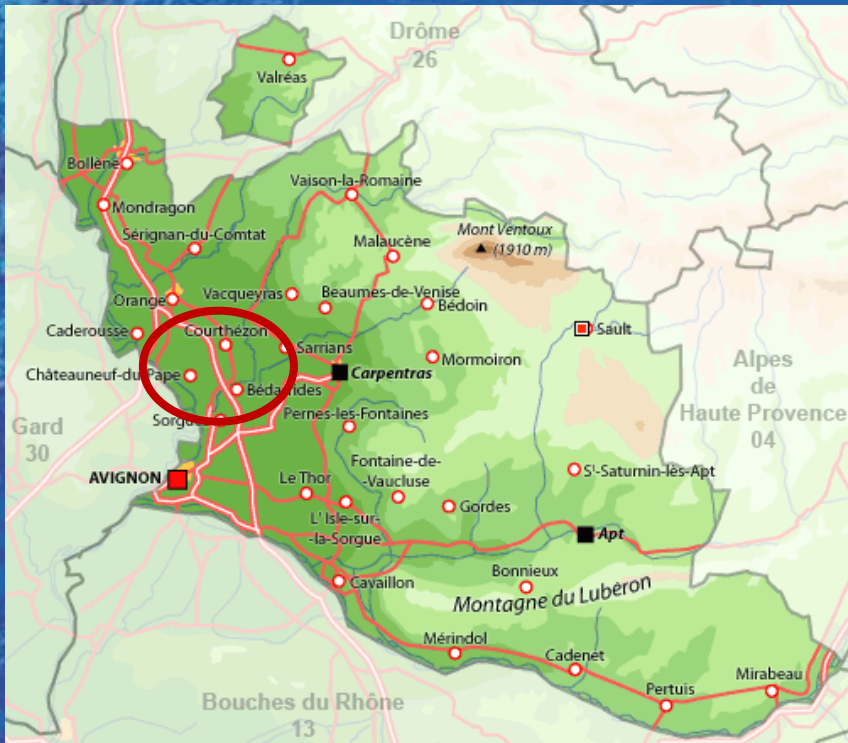 Drôme
26
Valréas
Bollène
Vaison-la-Romaine
Mondragon
Mont Ventoux
(1910 m)
Sérignan-du-Comtat
Malaucène
Orange
Vacqueyras
Beaumes-de-Venise
Bédoin
Caderousse
Courthézon
Sault
Sarrians
Mormoiron
Alpes
de
Haute Provence
04
Châteauneuf-du-Pape
Carpentras
Bédarrides
Gard
30
Sorgues
Pernes-les-Fontaines
Fontaine-de-
-Vaucluse
AVIGNON
Le Thor
St-Saturnin-lès-Apt
L'Isle-sur-
-la-Sorgue
Gordes
Apt
Cavaillon
Bonnieux
Montagne du Lubèron
Mérindol
Cadenet
Pertuis
Mirabeau
Bouches du Rhône
13